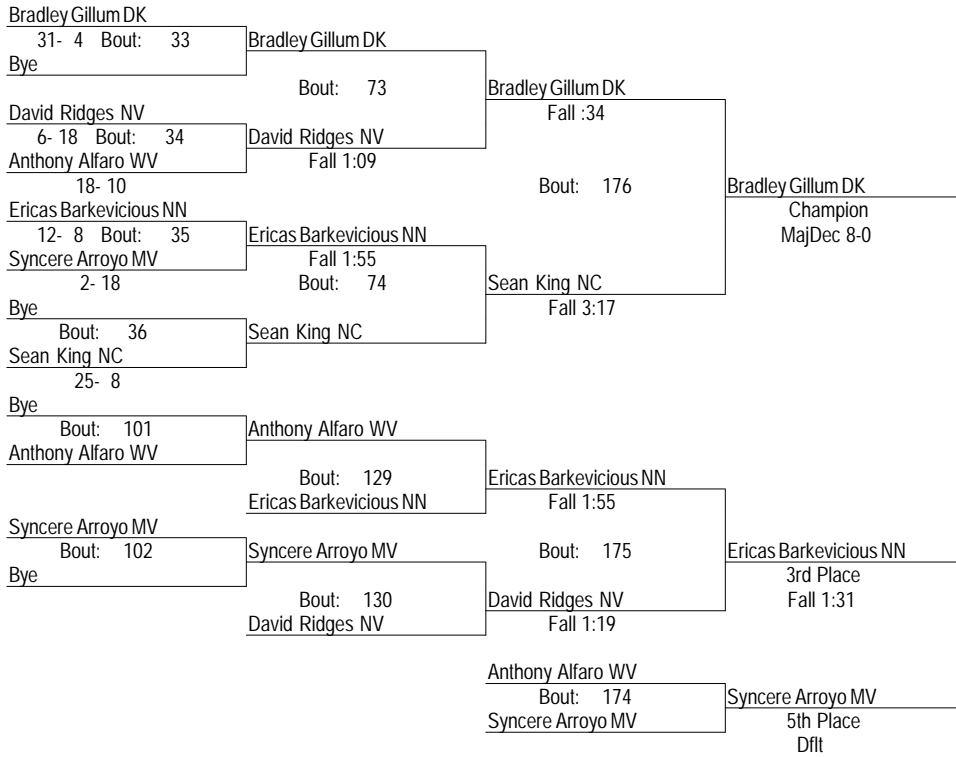 Bradley Gillum DK
31- 4 Bout: 33
Bye
Bradley Gillum DK
Bout: 73
David Ridges NV
6- 18 Bout: 34
Anthony Alfaro WV
18- 10
David Ridges NV
Fall 1:09
Bradley Gillum DK
Fall :34
Bout: 176
Ericas Barkevicious NN
12- 8 Bout: 35
Syncere Arroyo MV
2- 18
Ericas Barkevicious NN
Fall 1:55
Bout: 74
Bye
Bout: 36
Sean King NC
25- 8
Sean King NC
Sean King NC
Fall 3:17
Bradley Gillum DK
Champion
MajDec 8-0
Bye
Bout: 101
Anthony Alfaro WV
Anthony Alfaro WV
Bout: 129
Ericas Barkevicious NN
Ericas Barkevicious NN
Fall 1:55
Syncere Arroyo MV
Bout: 102
Bye
Syncere Arroyo MV
Bout: 130
David Ridges NV
Bout: 175
David Ridges NV
Fall 1:19
Ericas Barkevicious NN
3rd Place
Fall 1:31
Anthony Alfaro WV
Bout: 174
Syncere Arroyo MV
Syncere Arroyo MV
5th Place
Dflt